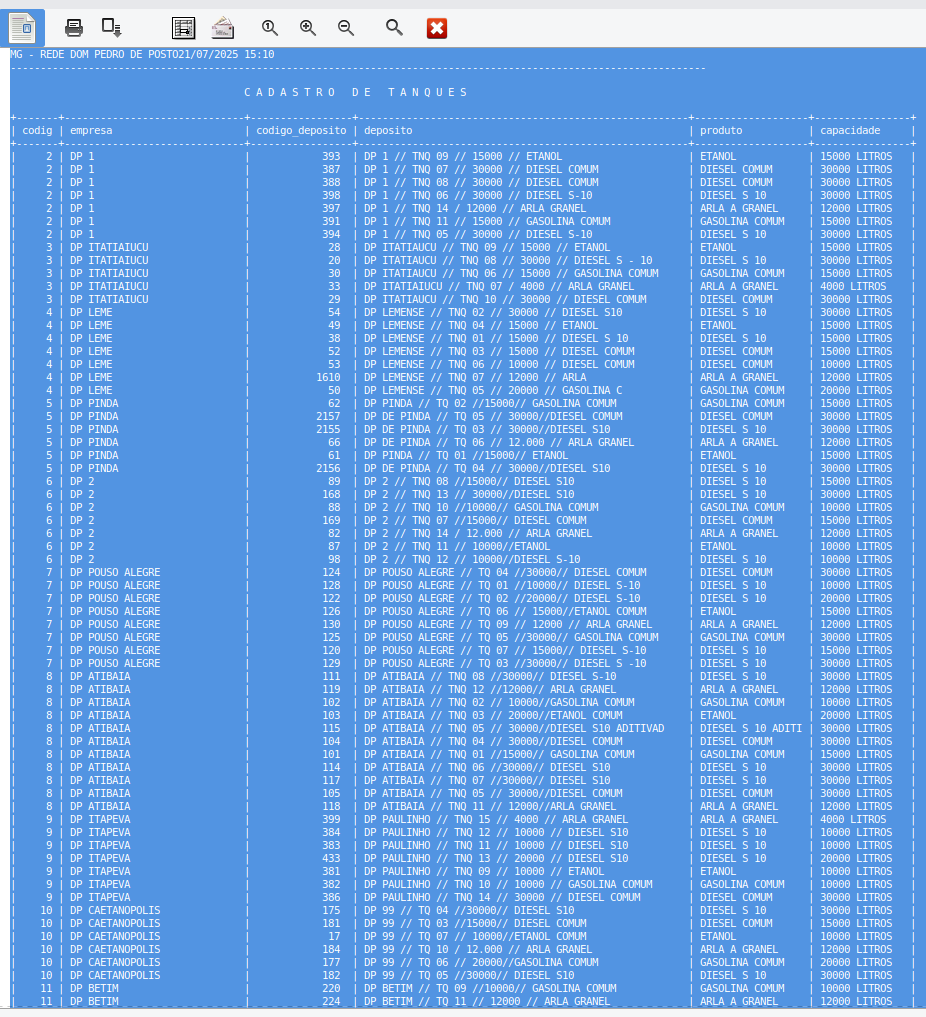 MG - REDE DOM PEDRO DE POSTO21/07/2025 15:10
--------------------------------------------------------------------------------------------------------------------
C A D A S T R O   D E   T A N Q U E S
+-------+------------------------------+-----------------+-------------------------------------------------------+-------------------+----------------+
| codig | empresa | codigo_deposito | deposito | produto | capacidade |
+-------+------------------------------+-----------------+-------------------------------------------------------+-------------------+----------------+
| 2 | DP 1 | 393 | DP 1 // TNQ 09 // 15000 // ETANOL | ETANOL | 15000 LITROS |
| 2 | DP 1 | 387 | DP 1 // TNQ 07 // 30000 // DIESEL COMUM | DIESEL COMUM | 30000 LITROS |
| 2 | DP 1 | 388 | DP 1 // TNQ 08 // 30000 // DIESEL COMUM | DIESEL COMUM | 30000 LITROS |
| 2 | DP 1 | 398 | DP 1 // TNQ 06 // 30000 // DIESEL S-10 | DIESEL S 10 | 30000 LITROS |
| 2 | DP 1 | 397 | DP 1 // TNQ 14 / 12000 // ARLA GRANEL | ARLA A GRANEL | 12000 LITROS |
| 2 | DP 1 | 391 | DP 1 // TNQ 11 // 15000 // GASOLINA COMUM | GASOLINA COMUM | 15000 LITROS |
| 2 | DP 1 | 394 | DP 1 // TNQ 05 // 30000 // DIESEL S-10 | DIESEL S 10 | 30000 LITROS |
| 3 | DP ITATIAIUCU | 28 | DP ITATIAUCU // TNQ 09 // 15000 // ETANOL | ETANOL | 15000 LITROS |
| 3 | DP ITATIAIUCU | 20 | DP ITATIAUCU // TNQ 08 // 30000 // DIESEL S - 10 | DIESEL S 10 | 30000 LITROS |
| 3 | DP ITATIAIUCU | 30 | DP ITATIAUCU // TNQ 06 // 15000 // GASOLINA COMUM | GASOLINA COMUM | 15000 LITROS |
| 3 | DP ITATIAIUCU | 33 | DP ITATIAIUCU // TNQ 07 / 4000 // ARLA GRANEL | ARLA A GRANEL | 4000 LITROS |
| 3 | DP ITATIAIUCU | 29 | DP ITATIAUCU // TNQ 10 // 30000 // DIESEL COMUM | DIESEL COMUM | 30000 LITROS |
| 4 | DP LEME | 54 | DP LEMENSE // TNQ 02 // 30000 // DIESEL S10 | DIESEL S 10 | 30000 LITROS |
| 4 | DP LEME | 49 | DP LEMENSE // TNQ 04 // 15000 // ETANOL | ETANOL | 15000 LITROS |
| 4 | DP LEME | 38 | DP LEMENSE // TNQ 01 // 15000 // DIESEL S 10 | DIESEL S 10 | 15000 LITROS |
| 4 | DP LEME | 52 | DP LEMENSE // TNQ 03 // 15000 // DIESEL COMUM | DIESEL COMUM | 15000 LITROS |
| 4 | DP LEME | 53 | DP LEMENSE // TNQ 06 // 10000 // DIESEL COMUM | DIESEL COMUM | 10000 LITROS |
| 4 | DP LEME | 1610 | DP LEMENSE // TNQ 07 // 12000 // ARLA | ARLA A GRANEL | 12000 LITROS |
| 4 | DP LEME | 50 | DP LEMENSE // TNQ 05 // 20000 // GASOLINA C | GASOLINA COMUM | 20000 LITROS |
| 5 | DP PINDA | 62 | DP PINDA // TQ 02 //15000// GASOLINA COMUM | GASOLINA COMUM | 15000 LITROS |
| 5 | DP PINDA | 2157 | DP DE PINDA // TQ 05 // 30000//DIESEL COMUM | DIESEL COMUM | 30000 LITROS |
| 5 | DP PINDA | 2155 | DP DE PINDA // TQ 03 // 30000//DIESEL S10 | DIESEL S 10 | 30000 LITROS |
| 5 | DP PINDA | 66 | DP DE PINDA // TQ 06 // 12.000 // ARLA GRANEL | ARLA A GRANEL | 12000 LITROS |
| 5 | DP PINDA | 61 | DP PINDA // TQ 01 //15000// ETANOL | ETANOL | 15000 LITROS |
| 5 | DP PINDA | 2156 | DP DE PINDA // TQ 04 // 30000//DIESEL S10 | DIESEL S 10 | 30000 LITROS |
| 6 | DP 2 | 89 | DP 2 // TNQ 08 //15000// DIESEL S10 | DIESEL S 10 | 15000 LITROS |
| 6 | DP 2 | 168 | DP 2 // TNQ 13 // 30000//DIESEL S10 | DIESEL S 10 | 30000 LITROS |
| 6 | DP 2 | 88 | DP 2 // TNQ 10 //10000// GASOLINA COMUM | GASOLINA COMUM | 10000 LITROS |
| 6 | DP 2 | 169 | DP 2 // TNQ 07 //15000// DIESEL COMUM | DIESEL COMUM | 15000 LITROS |
| 6 | DP 2 | 82 | DP 2 // TNQ 14 / 12.000 // ARLA GRANEL | ARLA A GRANEL | 12000 LITROS |
| 6 | DP 2 | 87 | DP 2 // TNQ 11 // 10000//ETANOL | ETANOL | 10000 LITROS |
| 6 | DP 2 | 98 | DP 2 // TNQ 12 // 10000//DIESEL S-10 | DIESEL S 10 | 10000 LITROS |
| 7 | DP POUSO ALEGRE | 124 | DP POUSO ALEGRE // TQ 04 //30000// DIESEL COMUM | DIESEL COMUM | 30000 LITROS |
| 7 | DP POUSO ALEGRE | 128 | DP POUSO ALEGRE // TQ 01 //10000// DIESEL S-10 | DIESEL S 10 | 10000 LITROS |
| 7 | DP POUSO ALEGRE | 122 | DP POUSO ALEGRE // TQ 02 //20000// DIESEL S-10 | DIESEL S 10 | 20000 LITROS |
| 7 | DP POUSO ALEGRE | 126 | DP POUSO ALEGRE // TQ 06 // 15000//ETANOL COMUM | ETANOL | 15000 LITROS |
| 7 | DP POUSO ALEGRE | 130 | DP POUSO ALEGRE // TQ 09 // 12000 // ARLA GRANEL | ARLA A GRANEL | 12000 LITROS |
| 7 | DP POUSO ALEGRE | 125 | DP POUSO ALEGRE // TQ 05 //30000// GASOLINA COMUM | GASOLINA COMUM | 30000 LITROS |
| 7 | DP POUSO ALEGRE | 120 | DP POUSO ALEGRE // TQ 07 // 15000// DIESEL S-10 | DIESEL S 10 | 15000 LITROS |
| 7 | DP POUSO ALEGRE | 129 | DP POUSO ALEGRE // TQ 03 //30000// DIESEL S -10 | DIESEL S 10 | 30000 LITROS |
| 8 | DP ATIBAIA | 111 | DP ATIBAIA // TNQ 08 //30000// DIESEL S-10 | DIESEL S 10 | 30000 LITROS |
| 8 | DP ATIBAIA | 119 | DP ATIBAIA // TNQ 12 //12000// ARLA GRANEL | ARLA A GRANEL | 12000 LITROS |
| 8 | DP ATIBAIA | 102 | DP ATIBAIA // TNQ 02 // 10000//GASOLINA COMUM | GASOLINA COMUM | 10000 LITROS |
| 8 | DP ATIBAIA | 103 | DP ATIBAIA // TNQ 03 // 20000//ETANOL COMUM | ETANOL | 20000 LITROS |
| 8 | DP ATIBAIA | 115 | DP ATIBAIA // TNQ 05 // 30000//DIESEL S10 ADITIVAD | DIESEL S 10 ADITI | 30000 LITROS |
| 8 | DP ATIBAIA | 104 | DP ATIBAIA // TNQ 04 // 30000//DIESEL COMUM | DIESEL COMUM | 30000 LITROS |
| 8 | DP ATIBAIA | 101 | DP ATIBAIA // TNQ 01 //15000// GASOLINA COMUM | GASOLINA COMUM | 15000 LITROS |
| 8 | DP ATIBAIA | 114 | DP ATIBAIA // TNQ 06 //30000// DIESEL S10 | DIESEL S 10 | 30000 LITROS |
| 8 | DP ATIBAIA | 117 | DP ATIBAIA // TNQ 07 //30000// DIESEL S10 | DIESEL S 10 | 30000 LITROS |
| 8 | DP ATIBAIA | 105 | DP ATIBAIA // TNQ 05 // 30000//DIESEL COMUM | DIESEL COMUM | 30000 LITROS |
| 8 | DP ATIBAIA | 118 | DP ATIBAIA // TNQ 11 // 12000//ARLA GRANEL | ARLA A GRANEL | 12000 LITROS |
| 9 | DP ITAPEVA | 399 | DP PAULINHO // TNQ 15 // 4000 // ARLA GRANEL | ARLA A GRANEL | 4000 LITROS |
| 9 | DP ITAPEVA | 384 | DP PAULINHO // TNQ 12 // 10000 // DIESEL S10 | DIESEL S 10 | 10000 LITROS |
| 9 | DP ITAPEVA | 383 | DP PAULINHO // TNQ 11 // 10000 // DIESEL S10 | DIESEL S 10 | 10000 LITROS |
| 9 | DP ITAPEVA | 433 | DP PAULINHO // TNQ 13 // 20000 // DIESEL S10 | DIESEL S 10 | 20000 LITROS |
| 9 | DP ITAPEVA | 381 | DP PAULINHO // TNQ 09 // 10000 // ETANOL | ETANOL | 10000 LITROS |
| 9 | DP ITAPEVA | 382 | DP PAULINHO // TNQ 10 // 10000 // GASOLINA COMUM | GASOLINA COMUM | 10000 LITROS |
| 9 | DP ITAPEVA | 386 | DP PAULINHO // TNQ 14 // 30000 // DIESEL COMUM | DIESEL COMUM | 30000 LITROS |
| 10 | DP CAETANOPOLIS | 175 | DP 99 // TQ 04 //30000// DIESEL S10 | DIESEL S 10 | 30000 LITROS |
| 10 | DP CAETANOPOLIS | 181 | DP 99 // TQ 03 //15000// DIESEL COMUM | DIESEL COMUM | 15000 LITROS |
| 10 | DP CAETANOPOLIS | 17 | DP 99 // TQ 07 // 10000//ETANOL COMUM | ETANOL | 10000 LITROS |
| 10 | DP CAETANOPOLIS | 184 | DP 99 // TQ 10 / 12.000 // ARLA GRANEL | ARLA A GRANEL | 12000 LITROS |
| 10 | DP CAETANOPOLIS | 177 | DP 99 // TQ 06 // 20000//GASOLINA COMUM | GASOLINA COMUM | 20000 LITROS |
| 10 | DP CAETANOPOLIS | 182 | DP 99 // TQ 05 //30000// DIESEL S10 | DIESEL S 10 | 30000 LITROS |
| 11 | DP BETIM | 220 | DP BETIM // TQ 09 //10000// GASOLINA COMUM | GASOLINA COMUM | 10000 LITROS |
| 11 | DP BETIM | 224 | DP BETIM // TQ 11 // 12000 // ARLA GRANEL | ARLA A GRANEL | 12000 LITROS |